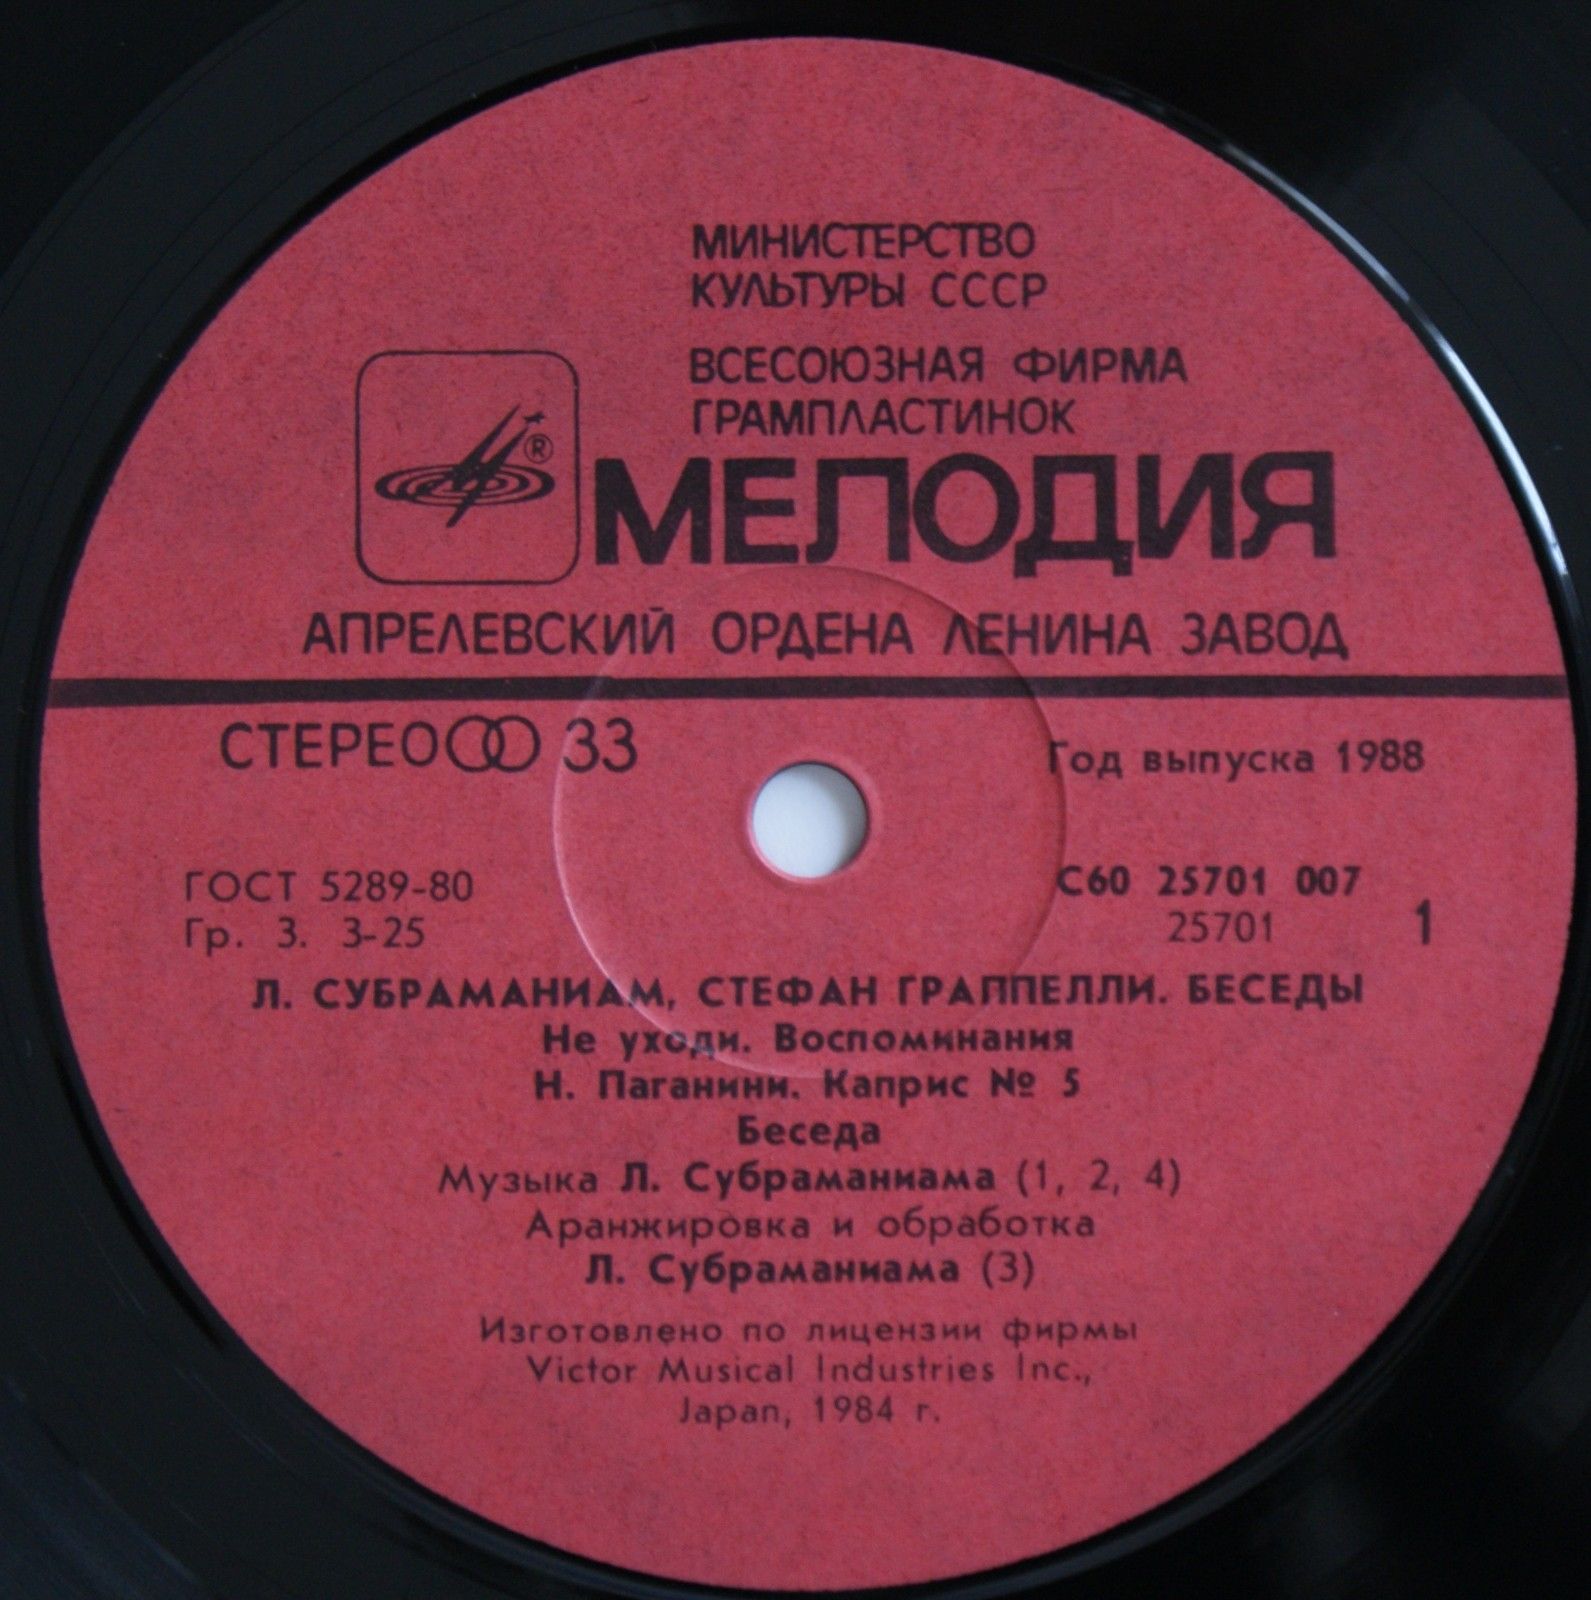 МИНИСТЕРСТВО
КУЛЬТУРЫ СССР
ВСЕСОЮЗНАЯ ФИРМА
ГРАМПЛАСТИНОК
®
МЕЛОДИЯ
АПРЕЛЕВСКИЙ ОРДЕНА ЛЕНИНА ЗАВОД
СТЕРЕО 33
Год выпуска 1988
ГОСТ 5289-80
Гр. 3. 3-25
С60 25701 007
25701
1
Л. СУБРАМАНИАМ, СТЕФАН ГРАППЕЛЛИ. БЕСЕДЫ
Не уходи. Воспоминания
Н. Паганини. Каприс № 5
Беседа
Музыка Л. Субраманиама (1, 2, 4)
Аранжировка и обработка
Л. Субраманиама (3)
Изготовлено по лицензии фирмы
Victor Musical Industries Inc.,
Japan, 1984 г.